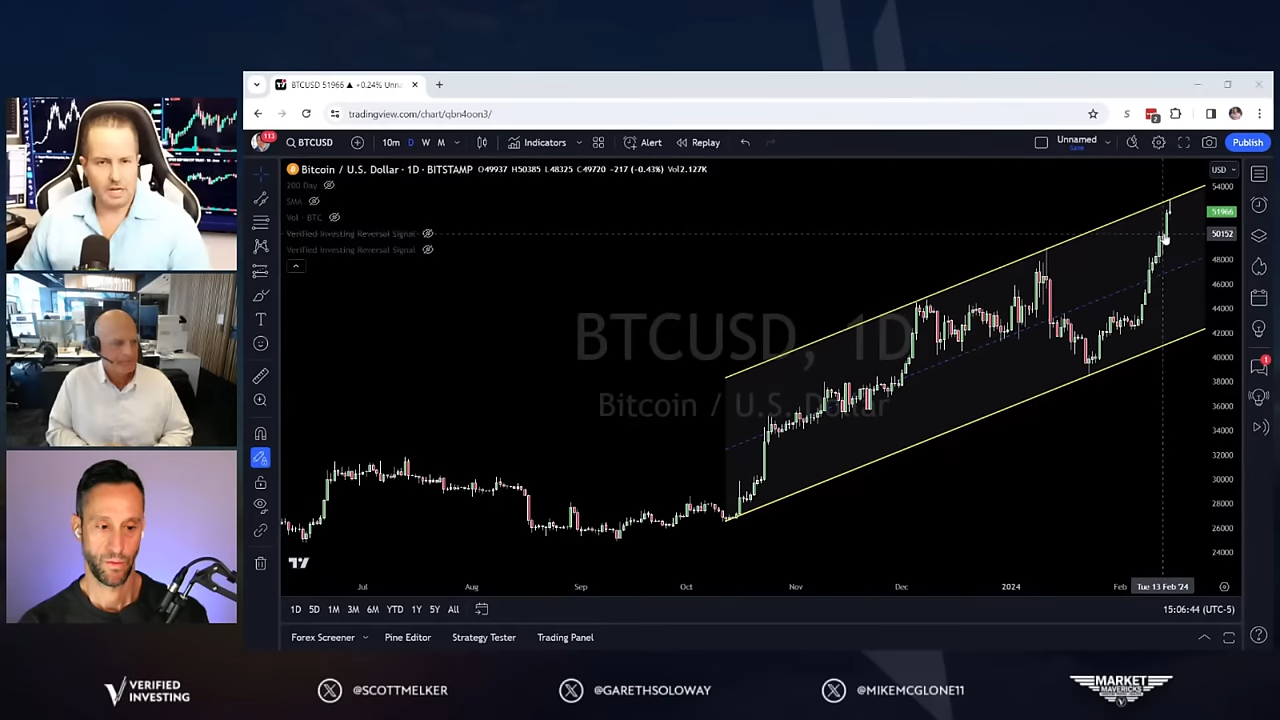 BTCUSD 51966 ▲ +0.24% Unna
tradingview.com/chart/qbn4oon3/
S
2
113
BTCUSD
10m D W M
Indicators
Alert
Replay
Unnamed
Save
Publish
Bitcoin / U.S. Dollar · 1D · BITSTAMP O49937 H50385 L48325 C49720 -217 (-0.43%) Vol2.127K
USD
200 Day
SMA
Vol · BTC
Verified Investing Reversal Signal
Verified Investing Reversal Signal
54000
51966
50152
48000
46000
44000
42000
40000
38000
36000
34000
32000
30000
28000
26000
24000
BTCUSD, 1D
Bitcoin / U.S. Dollar
1
Jul Aug Sep Oct Nov Dec 2024 Feb Tue 13 Feb '24
1D 5D 1M 3M 6M YTD 1Y 5Y All
15:06:44 (UTC-5)
Forex Screener Pine Editor Strategy Tester Trading Panel
VERIFIED
INVESTING
@SCOTTMELKER
@GARETHSOLOWAY
@MIKEMCGLONE11
MARKET
MAVERICKS